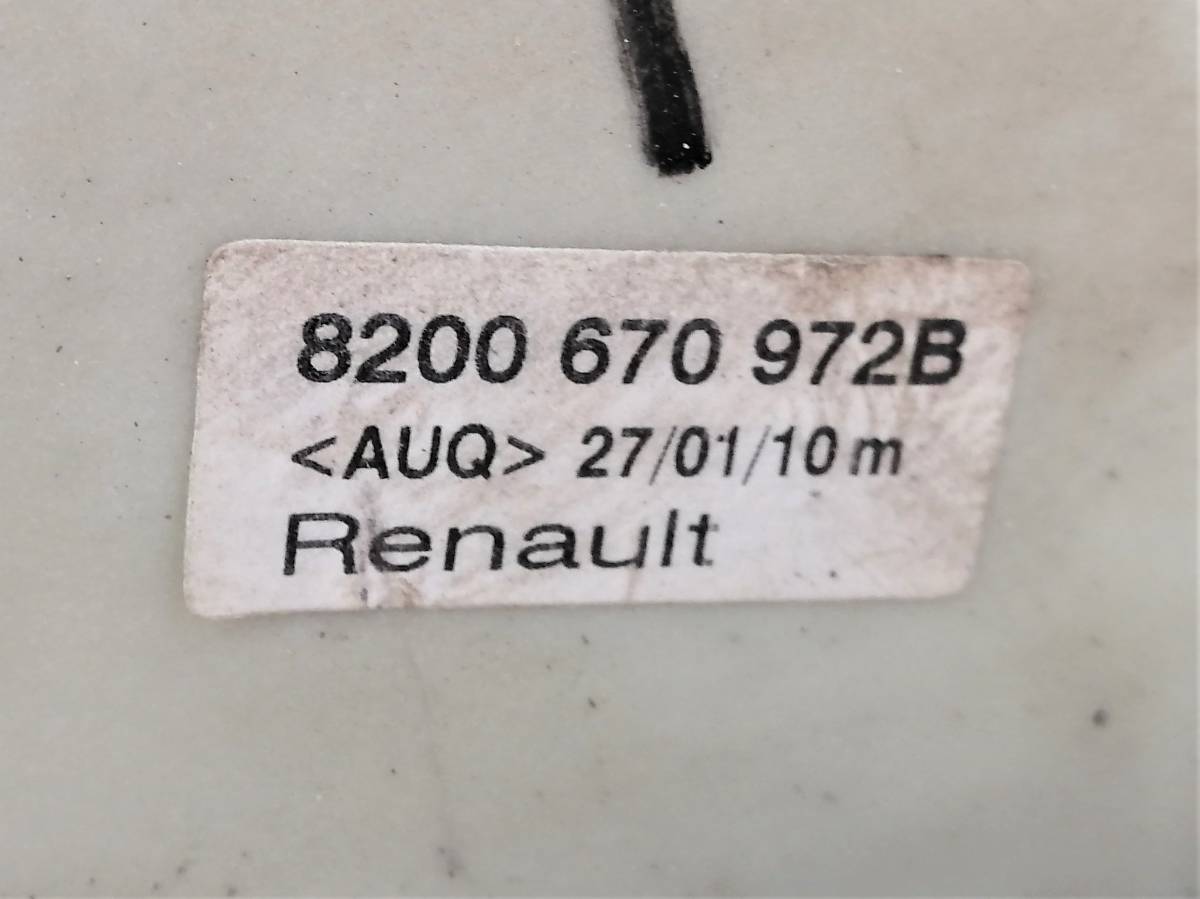 8200 670 972B
<AUQ> 27/01/10 m
Renault